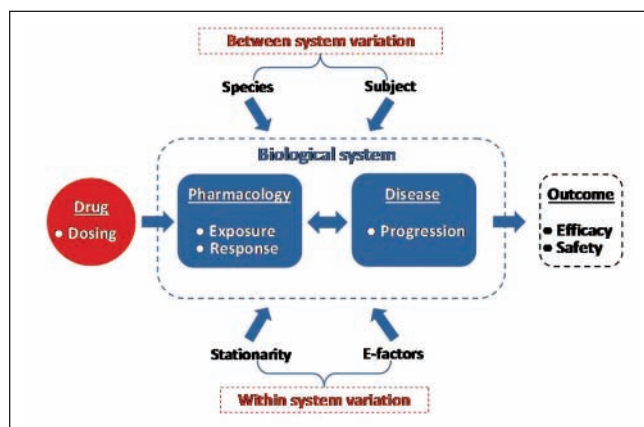 Between system variation
Species
Subject
Biological system
Drug
• Dosing
Pharmacology
• Exposure
• Response
Disease
• Progression
Outcome
• Efficacy
• Safety
Stationarity
E-factors
Within system variation